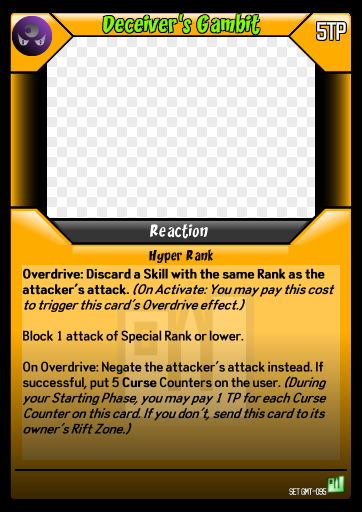 Deceiver's Gambit
5TP
Reaction
Hyper Rank
Overdrive: Discard a Skill with the same Rank as the
attacker's attack. (On Activate: You may pay this cost
to trigger this card's Overdrive effect.)
Block 1 attack of Special Rank or lower.
On Overdrive: Negate the attacker's attack instead. If
successful, put 5 Curse Counters on the user. (During
your Starting Phase, you may pay 1 TP for each Curse
Counter on this card. If you don't, send this card to its
owner's Rift Zone.)
SET GMT-095